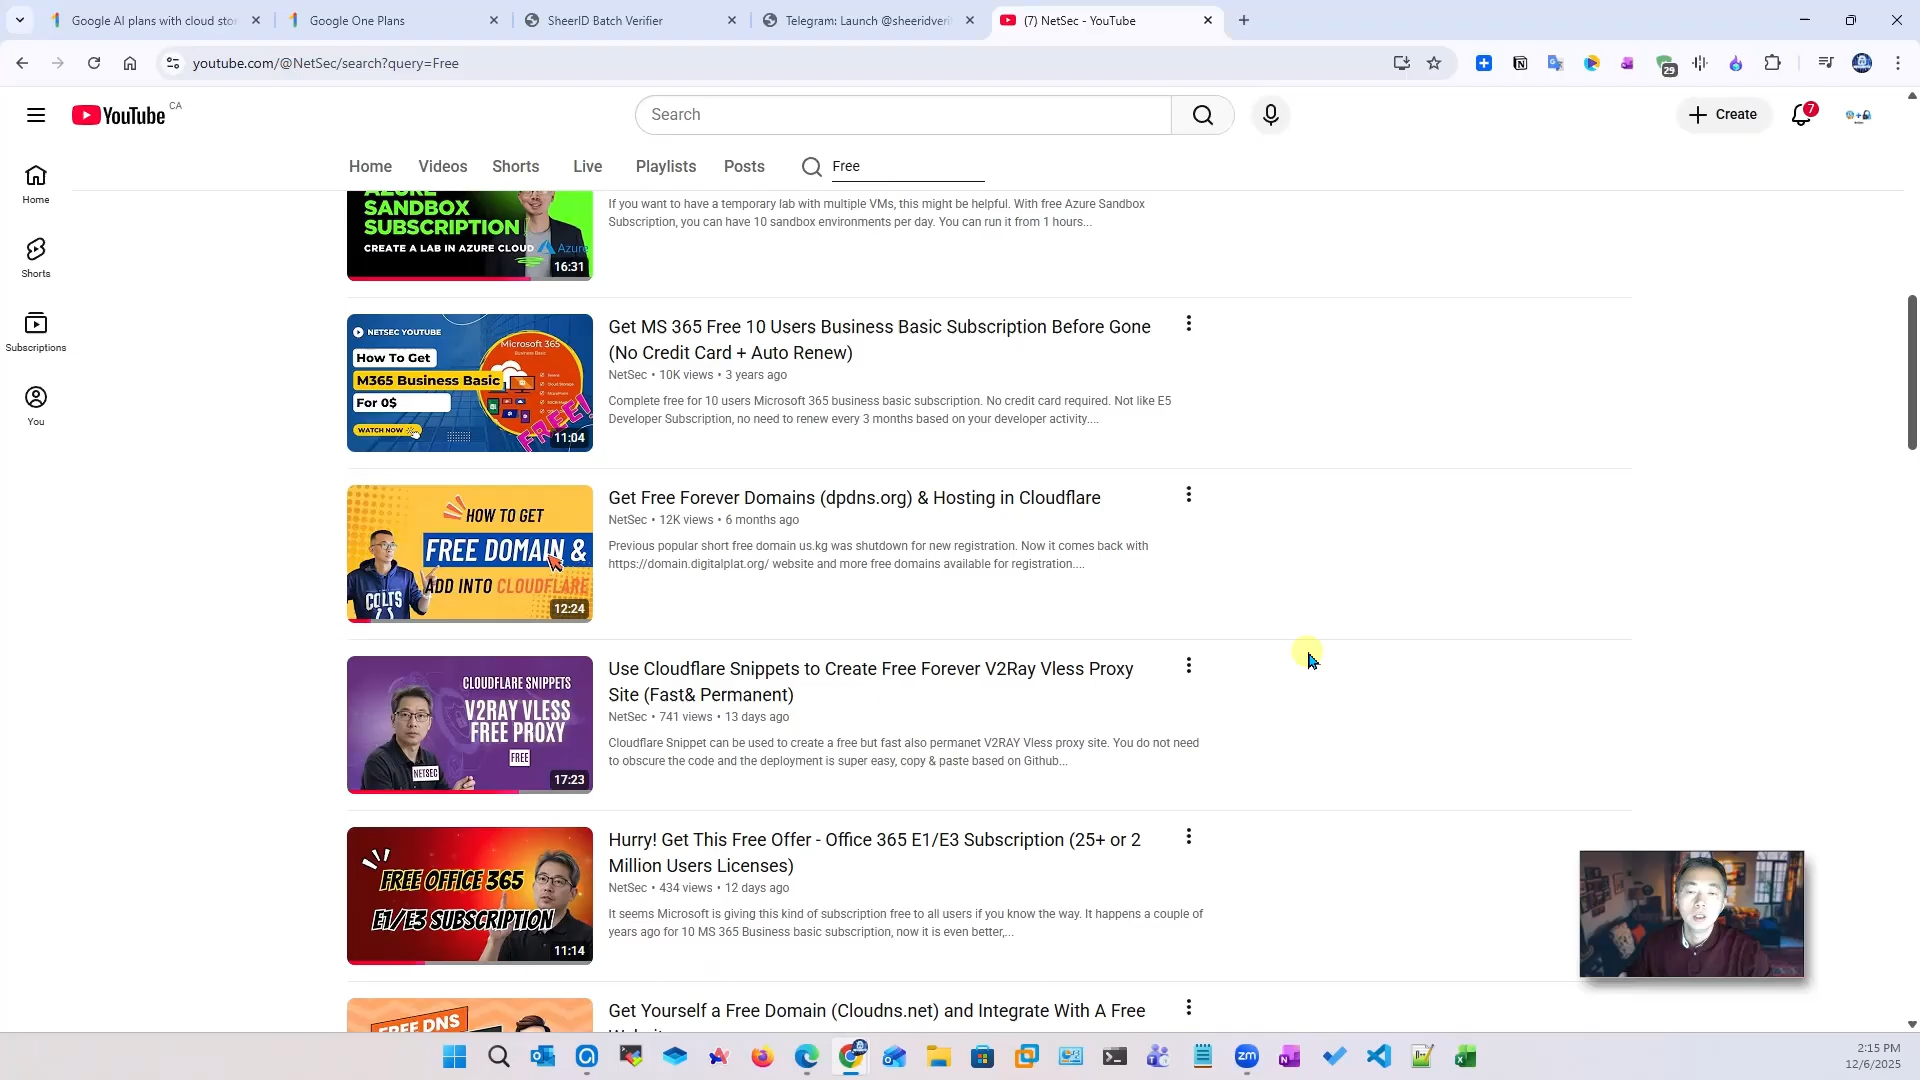 Google AI plans with cloud stor
Google One Plans
SheerID Batch Verifier
Telegram: Launch @sheeridveri
(7) NetSec - YouTube
youtube.com/@NetSec/search?query=Free
29
YouTube
CA
Search
Create
7
Home
Videos
Shorts
Live
Playlists
Posts
Free
Home
Shorts
Subscriptions
You
AZURE
SANDBOX
SUBSCRIPTION
CREATE A LAB IN AZURE CLOUD
Azure
16:31
If you want to have a temporary lab with multiple VMs, this might be helpful. With free Azure Sandbox
Subscription, you can have 10 sandbox environments per day. You can run it from 1 hours...
NETSEC YOUTUBE
How To Get
M365 Business Basic
For 0$
WATCH NOW
Microsoft 365
FREE!
11:04
Get MS 365 Free 10 Users Business Basic Subscription Before Gone
(No Credit Card + Auto Renew)
NetSec • 10K views • 3 years ago
Complete free for 10 users Microsoft 365 business basic subscription. No credit card required. Not like E5
Developer Subscription, no need to renew every 3 months based on your developer activity....
HOW TO GET
FREE DOMAIN &
ADD INTO CLOUDFLARE
COLTS
12:24
Get Free Forever Domains (dpdns.org) & Hosting in Cloudflare
NetSec • 12K views • 6 months ago
Previous popular short free domain us.kg was shutdown for new registration. Now it comes back with
https://domain.digitalplat.org/ website and more free domains available for registration....
CLOUDFLARE SNIPPETS
V2RAY VLESS
FREE PROXY
FREE
NETSEC
17:23
Use Cloudflare Snippets to Create Free Forever V2Ray Vless Proxy
Site (Fast& Permanent)
NetSec • 741 views • 13 days ago
Cloudflare Snippet can be used to create a free but fast also permanet V2RAY Vless proxy site. You do not need
to obscure the code and the deployment is super easy, copy & paste based on Github...
FREE OFFICE 365
E1/E3 SUBSCRIPTION
11:14
Hurry! Get This Free Offer - Office 365 E1/E3 Subscription (25+ or 2
Million Users Licenses)
NetSec • 434 views • 12 days ago
It seems Microsoft is giving this kind of subscription free to all users if you know the way. It happens a couple of
years ago for 10 MS 365 Business basic subscription, now it is even better,...
FREE DNS
Get Yourself a Free Domain (Cloudns.net) and Integrate With A Free
2:15 PM
12/6/2025